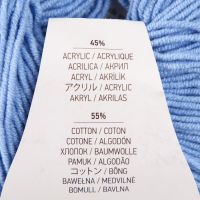 45%
ACRYLIC / ACRYLIQUE
ACRILICA / АКРИЛ
ACRYL / AKRİLİK
アクリル / ACRYLIC
AKRYL / AKRILAS
55%
COTTON / COTON
COTONE / ALGODÓN
ХЛОПОК / BAUMWOLLE
PAMUK / ALGODÃO
コットン / BÔNG
BAWEŁNA / MEDVILNĖ
BOMULL / BAVLNA